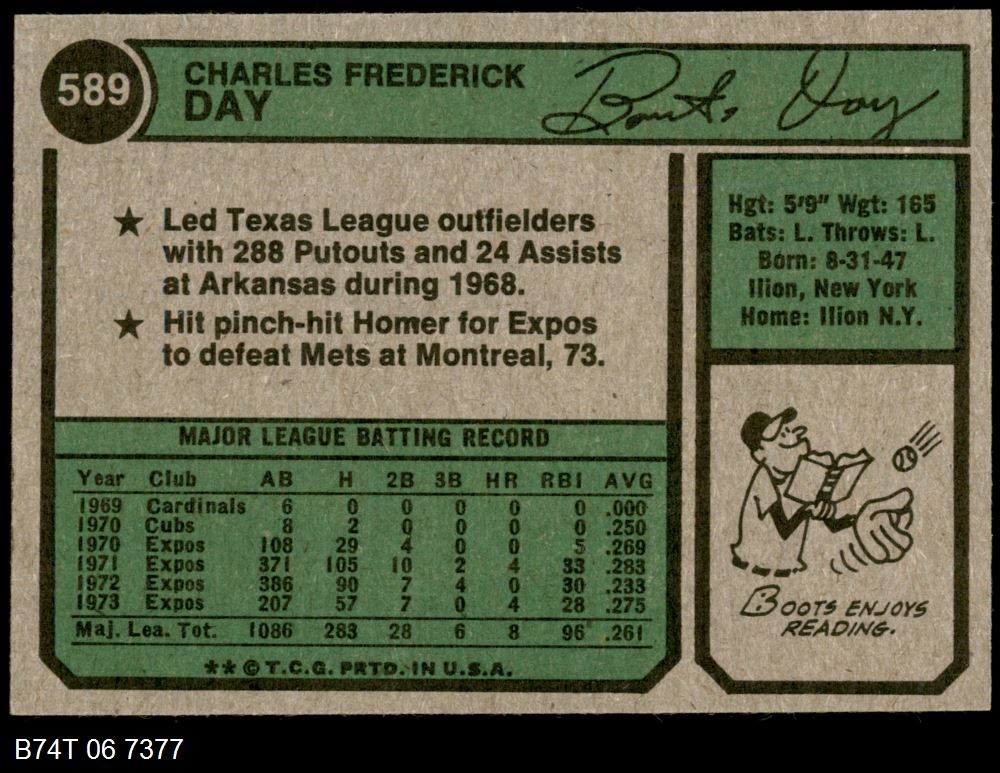 589
CHARLES FREDERICK
DAY
Boots Day
★ Led Texas League outfielders
with 288 Putouts and 24 Assists
at Arkansas during 1968.
★ Hit pinch-hit Homer for Expos
to defeat Mets at Montreal, 73.
Hgt: 5'9" Wgt: 165
Bats: L. Throws: L.
Born: 8-31-47
Ilion, New York
Home: Ilion N.Y.
MAJOR LEAGUE BATTING RECORD
Year Club AB H 2B 3B HR RBI AVG
1969 Cardinals 6 0 0 0 0 0 .000
1970 Cubs 8 2 0 0 0 0 .250
1970 Expos 108 29 4 0 0 5 .269
1971 Expos 371 105 10 2 4 33 .283
1972 Expos 386 90 7 4 0 30 .233
1973 Expos 207 57 7 0 4 28 .275
Maj. Lea. Tot. 1086 283 28 6 8 96 .261
** © T.C.G. PRTD. IN U.S.A.
BOOTS ENJOYS
READING.
B74T 06 7377